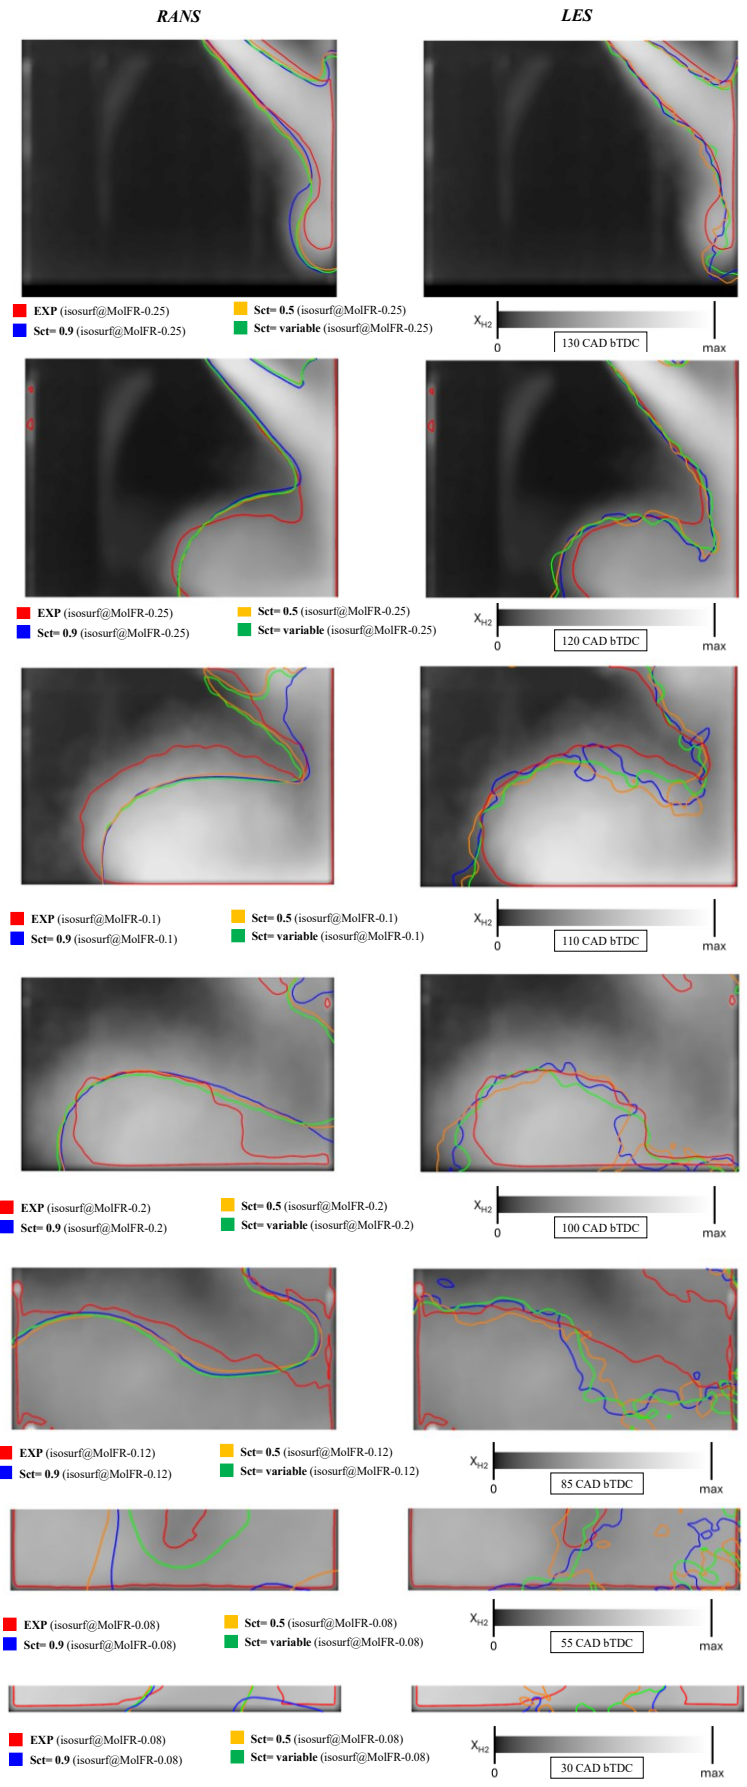 RANS LES
EXP (isosurf@MolFR-0.25) Sct= 0.5 (isosurf@MolFR-0.25)
Sct= 0.9 (isosurf@MolFR-0.25) Sct= variable (isosurf@MolFR-0.25)
XH2
0 130 CAD bTDC max
EXP (isosurf@MolFR-0.25) Sct= 0.5 (isosurf@MolFR-0.25)
Sct= 0.9 (isosurf@MolFR-0.25) Sct= variable (isosurf@MolFR-0.25)
XH2
0 120 CAD bTDC max
EXP (isosurf@MolFR-0.1) Sct= 0.5 (isosurf@MolFR-0.1)
Sct= 0.9 (isosurf@MolFR-0.1) Sct= variable (isosurf@MolFR-0.1)
XH2
0 110 CAD bTDC max
EXP (isosurf@MolFR-0.2) Sct= 0.5 (isosurf@MolFR-0.2)
Sct= 0.9 (isosurf@MolFR-0.2) Sct= variable (isosurf@MolFR-0.2)
XH2
0 100 CAD bTDC max
EXP (isosurf@MolFR-0.12) Sct= 0.5 (isosurf@MolFR-0.12)
Sct= 0.9 (isosurf@MolFR-0.12) Sct= variable (isosurf@MolFR-0.12)
XH2
0 85 CAD bTDC max
EXP (isosurf@MolFR-0.08) Sct= 0.5 (isosurf@MolFR-0.08)
Sct= 0.9 (isosurf@MolFR-0.08) Sct= variable (isosurf@MolFR-0.08)
XH2
0 55 CAD bTDC max
EXP (isosurf@MolFR-0.08) Sct= 0.5 (isosurf@MolFR-0.08)
Sct= 0.9 (isosurf@MolFR-0.08) Sct= variable (isosurf@MolFR-0.08)
XH2
0 30 CAD bTDC max